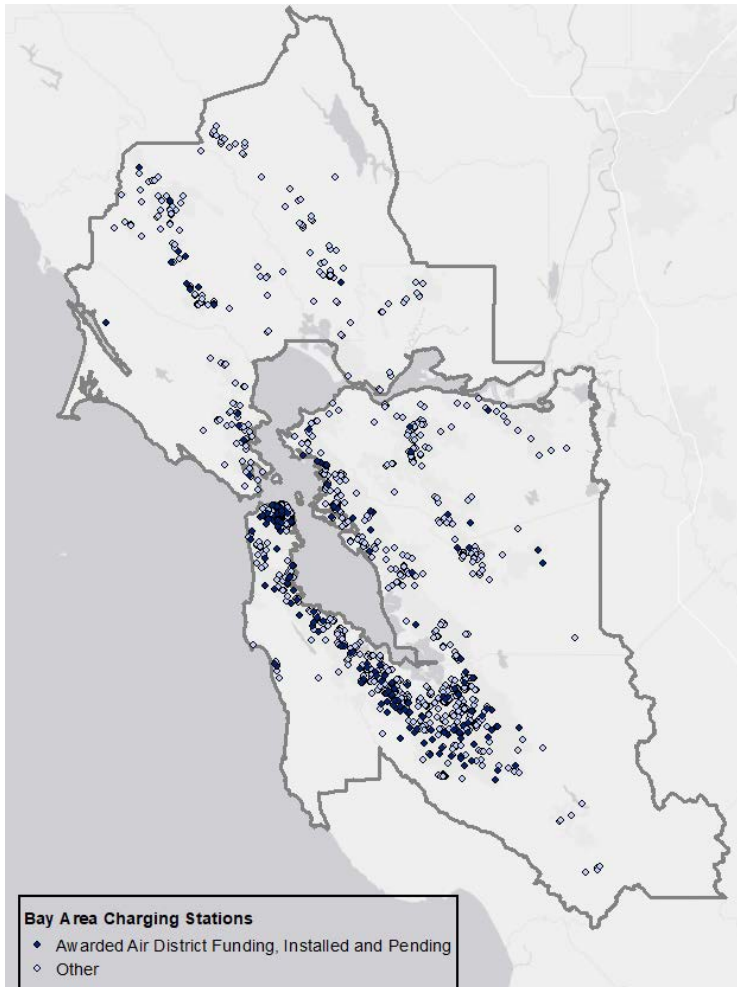 Bay Area Charging Stations
Awarded Air District Funding, Installed and Pending
Other